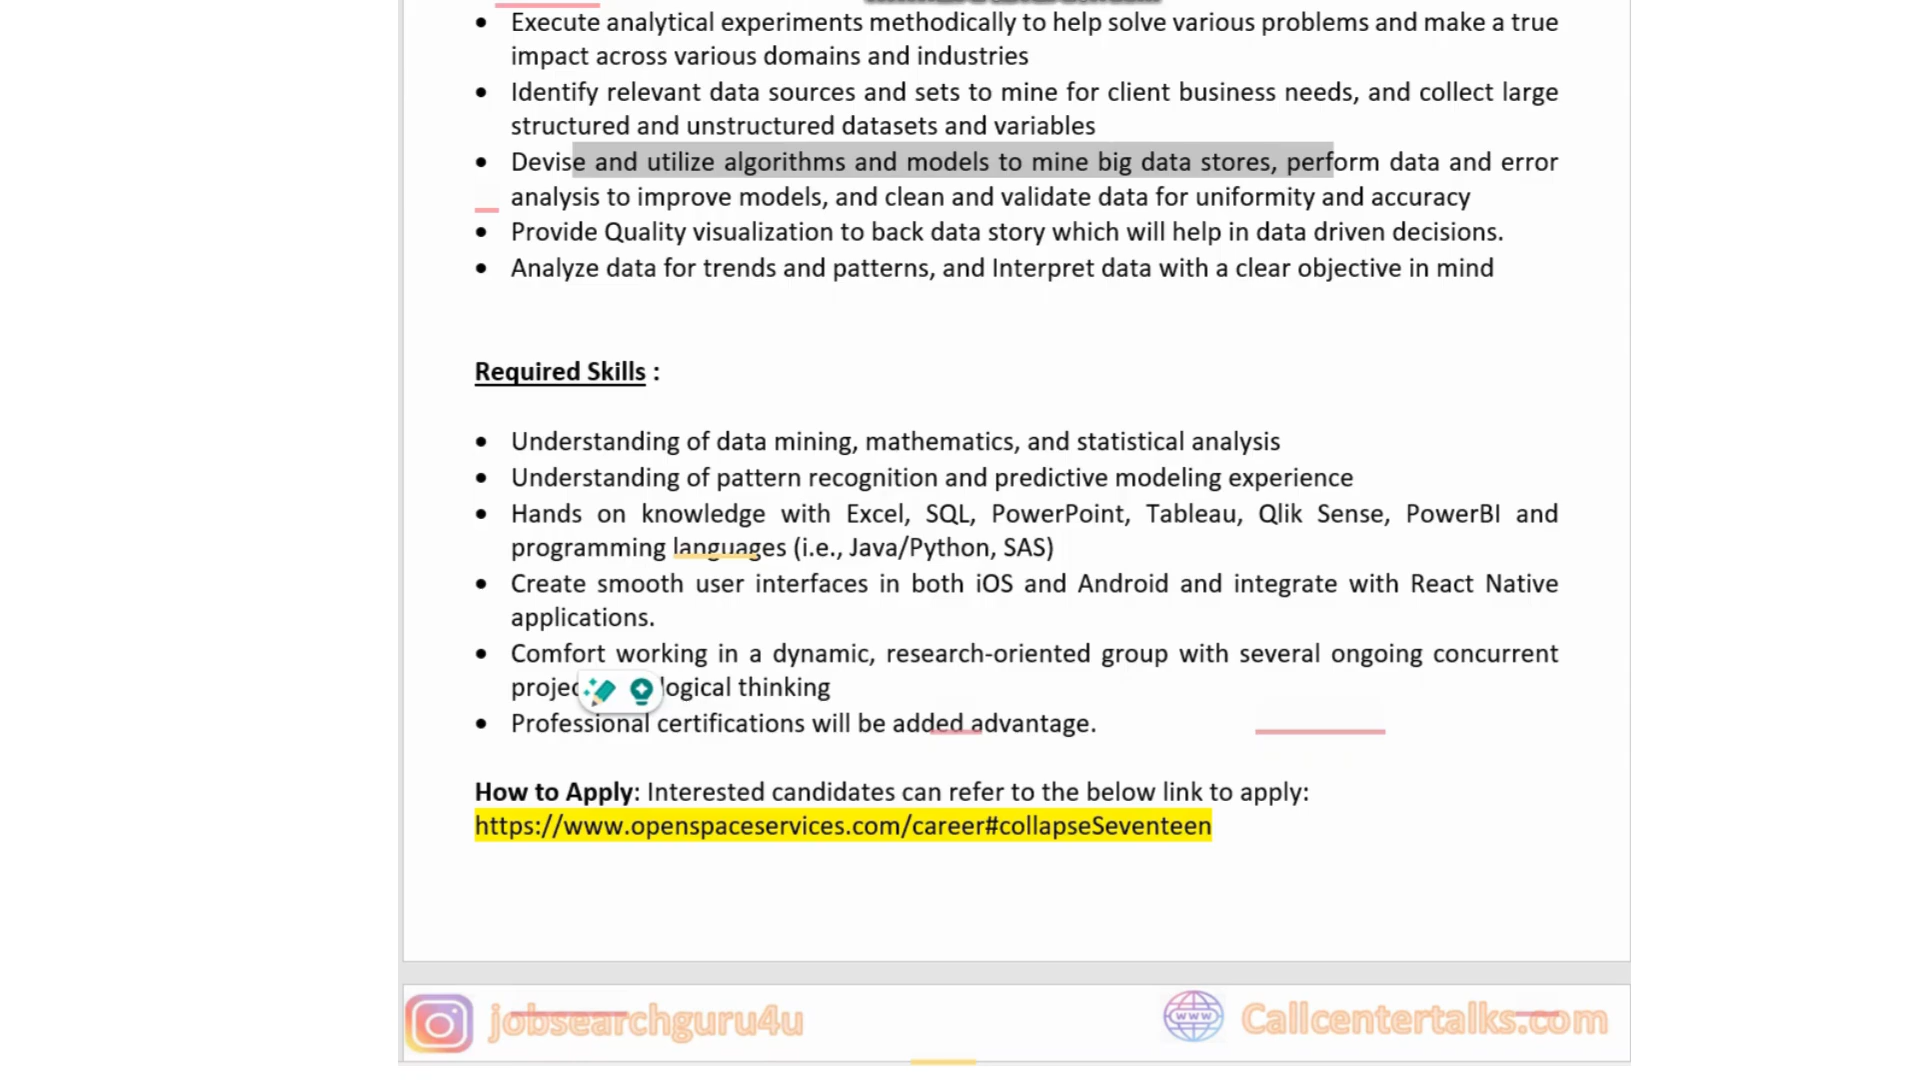 • Execute analytical experiments methodically to help solve various problems and make a true
impact across various domains and industries
• Identify relevant data sources and sets to mine for client business needs, and collect large
structured and unstructured datasets and variables
• Devise and utilize algorithms and models to mine big data stores, perform data and error
analysis to improve models, and clean and validate data for uniformity and accuracy
• Provide Quality visualization to back data story which will help in data driven decisions.
• Analyze data for trends and patterns, and Interpret data with a clear objective in mind
Required Skills :
• Understanding of data mining, mathematics, and statistical analysis
• Understanding of pattern recognition and predictive modeling experience
• Hands on knowledge with Excel, SQL, PowerPoint, Tableau, Qlik Sense, PowerBI and
programming languages (i.e., Java/Python, SAS)
• Create smooth user interfaces in both iOS and Android and integrate with React Native
applications.
• Comfort working in a dynamic, research-oriented group with several ongoing concurrent
logical thinking
• Professional certifications will be added advantage.
How to Apply: Interested candidates can refer to the below link to apply:
https://www.openspaceservices.com/career#collapseSeventeen
jobsearchguru4u
www
Callcentertalks.com